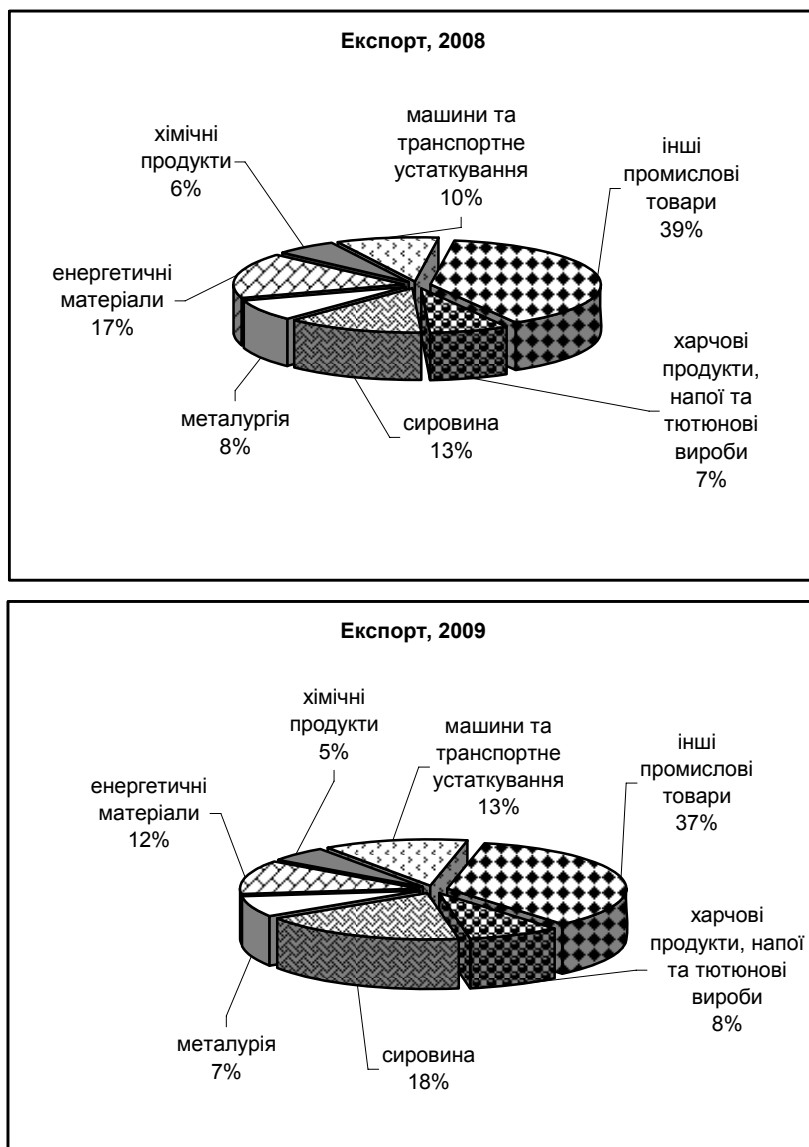 Експорт, 2008
хімічні
продукти
6%
машини та
транспортне
устаткування
10%
інші
промислові
товари
39%
енергетичні
матеріали
17%
харчові
продукти,
напої та
тютюнові
вироби
7%
металургія
8%
сировина
13%
Експорт, 2009
хімічні
продукти
5%
машини та
транспортне
устаткування
13%
інші
промислові
товари
37%
енергетичні
матеріали
12%
харчові
продукти, напої
та тютюнові
вироби
8%
металурія
7%
сировина
18%